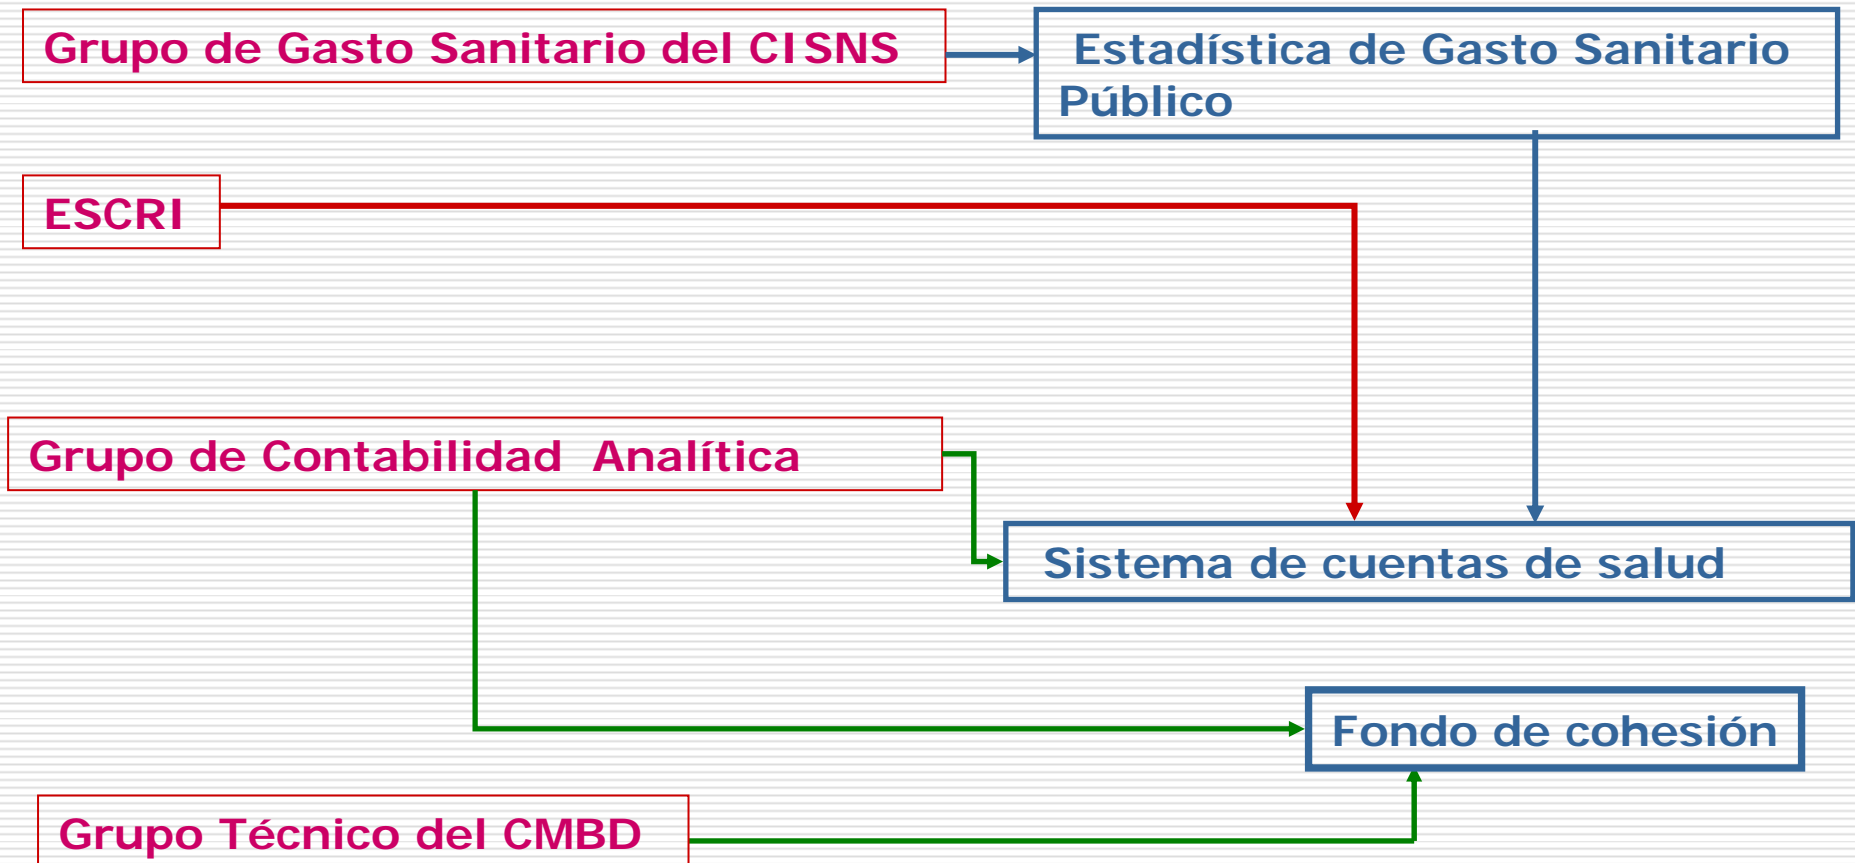 Grupo de Gasto Sanitario del CISNS
Estadística de Gasto Sanitario
Público
ESCRI
Grupo de Contabilidad Analítica
Sistema de cuentas de salud
Fondo de cohesión
Grupo Técnico del CMBD